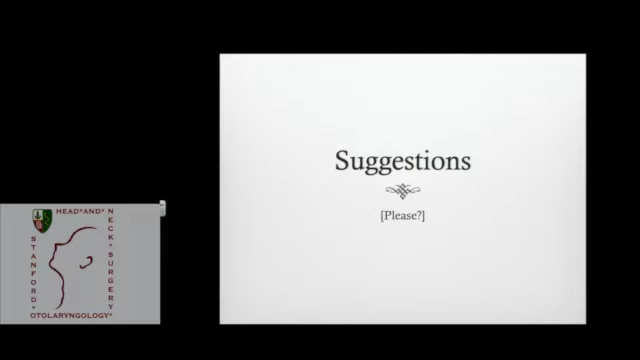 Suggestions
[Please?]
HEAD*AND*
NECK*SURGERY
STANFORD*
OTOLARYNGOLOGY*